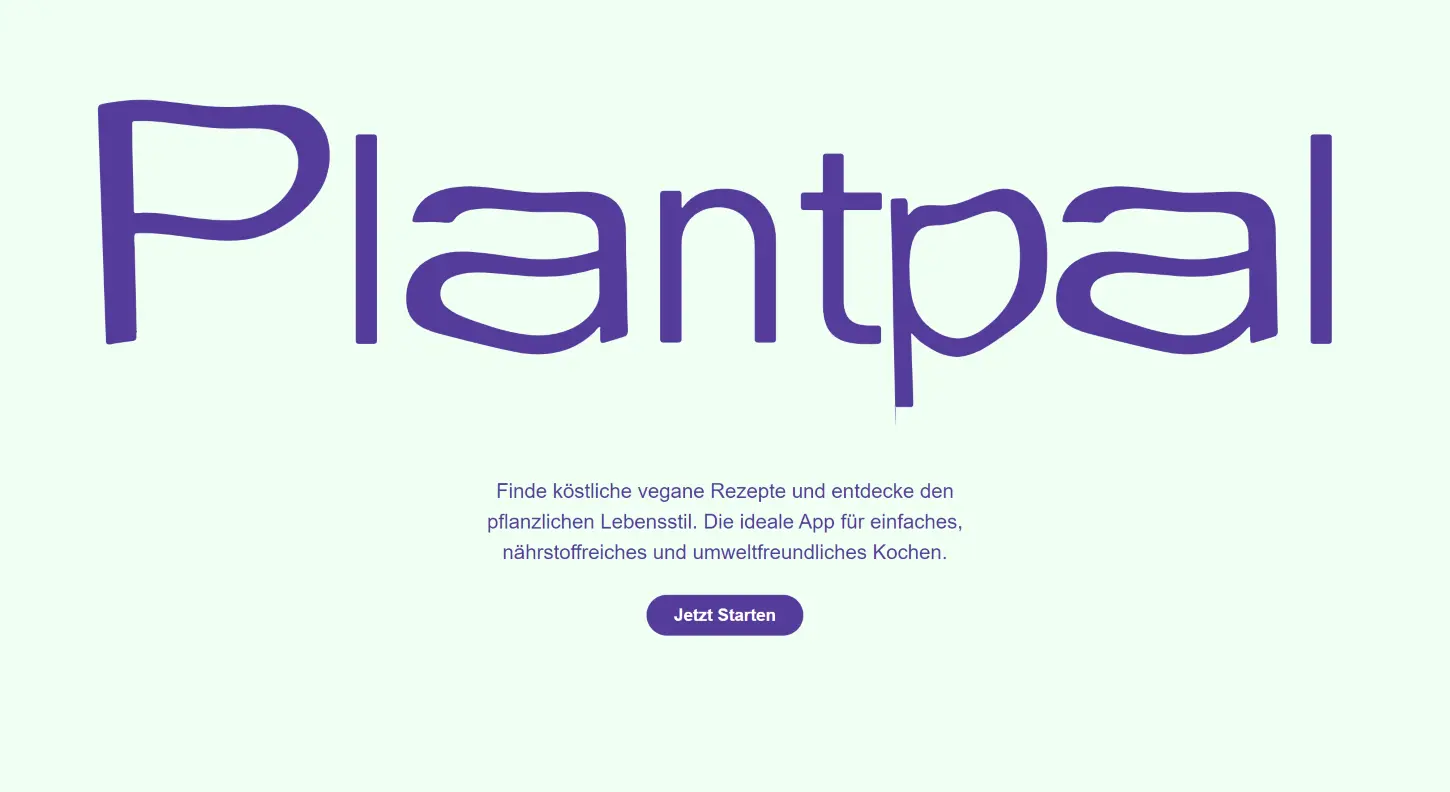 Plantpal
Finde köstliche vegane Rezepte und entdecke den
pflanzlichen Lebensstil. Die ideale App für einfaches,
nährstoffreiches und umweltfreundliches Kochen.
Jetzt Starten